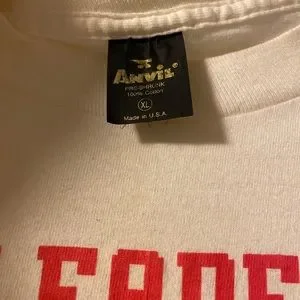 Anvil
PRE-SHRUNK
100% Cotton
XL
Made in U.S.A.